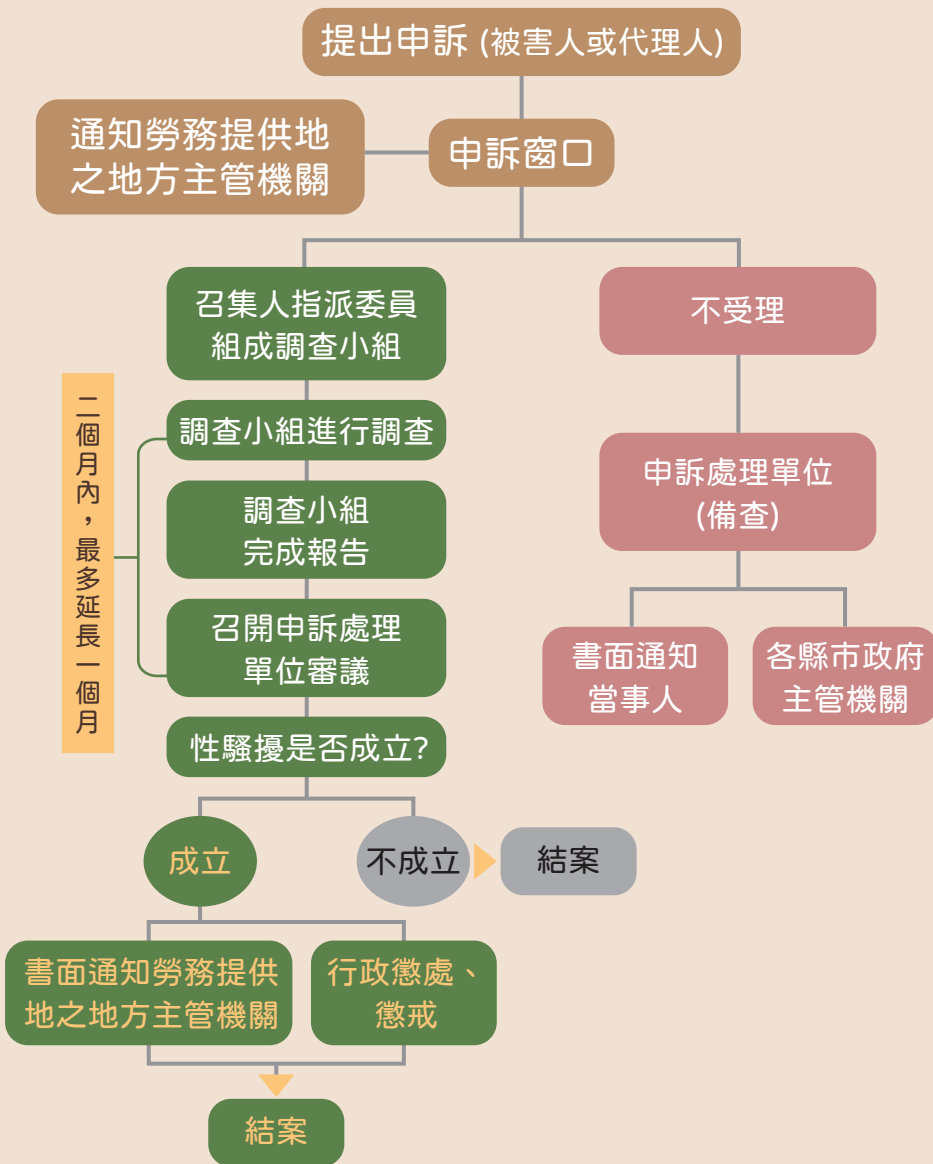 提出申訴 (被害人或代理人)
通知勞務提供地
之地方主管機關
申訴窗口
召集人指派委員
組成調查小組
不受理
二個月內，最多延長一個月
調查小組進行調查
調查小組
完成報告
召開申訴處理
單位審議
申訴處理單位
(備查)
書面通知
當事人
各縣市政府
主管機關
性騷擾是否成立?
成立
不成立
結案
書面通知勞務提供
地之地方主管機關
行政懲處、
懲戒
結案